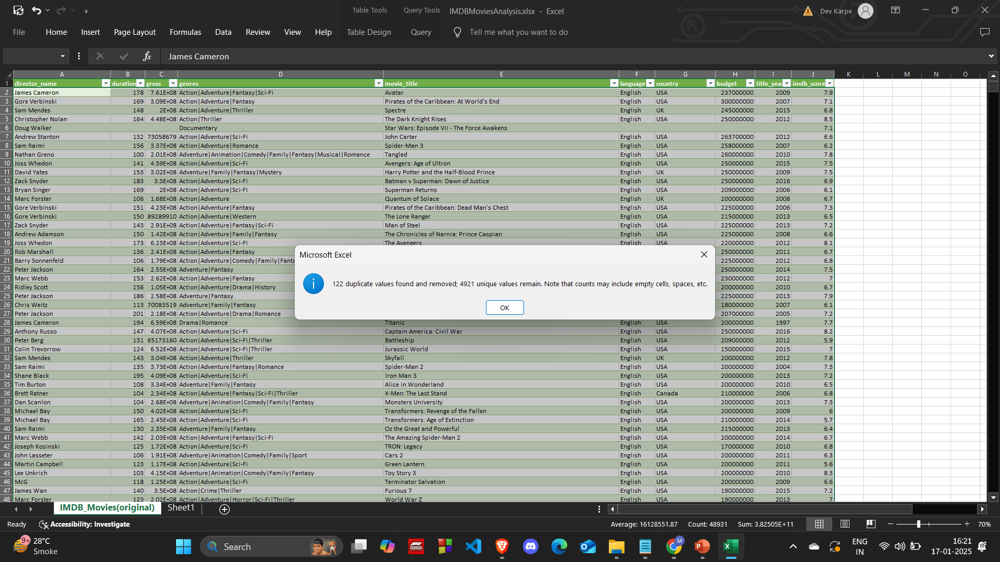 Table Tools Query Tools IMDBMoviesAnalysis.xlsx - Excel Dev Karpe
File Home Insert Page Layout Formulas Data Review View Help Table Design Query Tell me what you want to do
fx James Cameron
A B C D E F G H I J K L M N O
1 director_name duration gross genres movie_title language country budget title_year imdb_score
2 James Cameron 178 7.61E+08 Action|Adventure|Fantasy|Sci-Fi Avatar English USA 237000000 2009 7.9
3 Gore Verbinski 169 3.09E+08 Action|Adventure|Fantasy Pirates of the Caribbean: At World's End English USA 300000000 2007 7.1
4 Sam Mendes 148 2E+08 Action|Adventure|Thriller Spectre English UK 245000000 2015 6.8
5 Christopher Nolan 164 4.48E+08 Action|Thriller The Dark Knight Rises English USA 250000000 2012 8.5
6 Doug Walker Documentary Star Wars: Episode VII - The Force Awakens 7.1
7 Andrew Stanton 132 73058679 Action|Adventure|Sci-Fi John Carter English USA 263700000 2012 6.6
8 Sam Raimi 156 3.37E+08 Action|Adventure|Romance Spider-Man 3 English USA 258000000 2007 6.2
9 Nathan Greno 100 2.01E+08 Adventure|Animation|Comedy|Family|Fantasy|Musical|Romance Tangled English USA 260000000 2010 7.8
10 Joss Whedon 141 4.59E+08 Action|Adventure|Sci-Fi Avengers: Age of Ultron English USA 250000000 2015 7.5
11 David Yates 153 3.02E+08 Adventure|Family|Fantasy|Mystery Harry Potter and the Half-Blood Prince English UK 250000000 2009 7.5
12 Zack Snyder 183 3.3E+08 Action|Adventure|Sci-Fi Batman v Superman: Dawn of Justice English USA 250000000 2016 6.9
13 Bryan Singer 169 2E+08 Action|Adventure|Sci-Fi Superman Returns English USA 209000000 2006 6.1
14 Marc Forster 106 1.68E+08 Action|Adventure Quantum of Solace English UK 200000000 2008 6.7
15 Gore Verbinski 151 4.23E+08 Action|Adventure|Fantasy Pirates of the Caribbean: Dead Man's Chest English USA 225000000 2006 7.3
16 Gore Verbinski 150 89289910 Action|Adventure|Western The Lone Ranger English USA 215000000 2013 6.5
17 Zack Snyder 143 2.91E+08 Action|Adventure|Fantasy|Sci-Fi Man of Steel English USA 225000000 2013 7.2
18 Andrew Adamson 150 1.42E+08 Action|Adventure|Family|Fantasy The Chronicles of Narnia: Prince Caspian English USA 225000000 2008 6.6
19 Joss Whedon 173 6.23E+08 Action|Adventure|Sci-Fi The Avengers English USA 220000000 2012 8.1
20 Rob Marshall 136 2.41E+08 Action|Adventure|Fantasy 250000000 2011 6.7
21 Barry Sonnenfeld 106 1.79E+08 Action|Adventure|Comedy|Family|Fanta 225000000 2012 6.8
22 Peter Jackson 164 2.55E+08 Adventure|Fantasy 250000000 2014 7.5
23 Marc Webb 153 2.62E+08 Action|Adventure|Fantasy 230000000 2012 7
24 Ridley Scott 156 1.05E+08 Action|Adventure|Drama|History 200000000 2010 6.7
25 Peter Jackson 186 2.58E+08 Adventure|Fantasy 225000000 2013 7.9
26 Chris Weitz 113 70083519 Adventure|Family|Fantasy 180000000 2007 6.1
27 Peter Jackson 201 2.18E+08 Action|Adventure|Drama|Romance 207000000 2005 7.2
Microsoft Excel
122 duplicate values found and removed; 4921 unique values remain. Note that counts may include empty cells, spaces, etc.
OK
28 James Cameron 194 6.59E+08 Drama|Romance Titanic English USA 200000000 1997 7.7
29 Anthony Russo 147 4.07E+08 Action|Adventure|Sci-Fi Captain America: Civil War English USA 250000000 2016 8.2
30 Peter Berg 131 65173160 Action|Adventure|Sci-Fi|Thriller Battleship English USA 209000000 2012 5.9
31 Colin Trevorrow 124 6.52E+08 Action|Adventure|Sci-Fi|Thriller Jurassic World English USA 150000000 2015 7
32 Sam Mendes 143 3.04E+08 Action|Adventure|Thriller Skyfall English UK 200000000 2012 7.8
33 Sam Raimi 135 3.73E+08 Action|Adventure|Fantasy|Romance Spider-Man 2 English USA 200000000 2004 7.3
34 Shane Black 195 4.09E+08 Action|Adventure|Sci-Fi Iron Man 3 English USA 200000000 2013 7.2
35 Tim Burton 108 3.34E+08 Adventure|Family|Fantasy Alice in Wonderland English USA 200000000 2010 6.5
36 Brett Ratner 104 2.34E+08 Action|Adventure|Fantasy|Sci-Fi|Thriller X-Men: The Last Stand English Canada 210000000 2006 6.8
37 Dan Scanlon 104 2.68E+08 Adventure|Animation|Comedy|Family|Fantasy Monsters University English USA 200000000 2013 7.3
38 Michael Bay 150 4.02E+08 Action|Adventure|Sci-Fi Transformers: Revenge of the Fallen English USA 200000000 2009 6
39 Michael Bay 165 2.45E+08 Action|Adventure|Sci-Fi Transformers: Age of Extinction English USA 210000000 2014 5.7
40 Sam Raimi 130 2.35E+08 Adventure|Family|Fantasy Oz the Great and Powerful English USA 215000000 2013 6.4
41 Marc Webb 142 2.03E+08 Action|Adventure|Fantasy|Sci-Fi The Amazing Spider-Man 2 English USA 200000000 2014 6.7
42 Joseph Kosinski 125 1.72E+08 Action|Adventure|Sci-Fi TRON: Legacy English USA 170000000 2010 6.8
43 John Lasseter 106 1.91E+08 Adventure|Animation|Comedy|Family|Sport Cars 2 English USA 200000000 2011 6.3
44 Martin Campbell 123 1.17E+08 Action|Adventure|Sci-Fi Green Lantern English USA 200000000 2011 5.6
45 Lee Unkrich 103 4.15E+08 Adventure|Animation|Comedy|Family|Fantasy Toy Story 3 English USA 200000000 2010 8.3
46 McG 118 1.25E+08 Action|Adventure|Sci-Fi Terminator Salvation English USA 200000000 2009 6.6
47 James Wan 140 3.5E+08 Action|Crime|Thriller Furious 7 English USA 190000000 2015 7.2
48 Marc Forster 123 2.02E+08 Action|Adventure|Horror|Sci-Fi|Thriller World War Z English USA 190000000 2013 7
IMDB_Movies(original) Sheet1
Ready Accessibility: Investigate Average: 16128551.87 Count: 48931 Sum: 3.82505E+11 70%
9+ 28°C Smoke
Search
ENG IN
16:21
17-01-2025